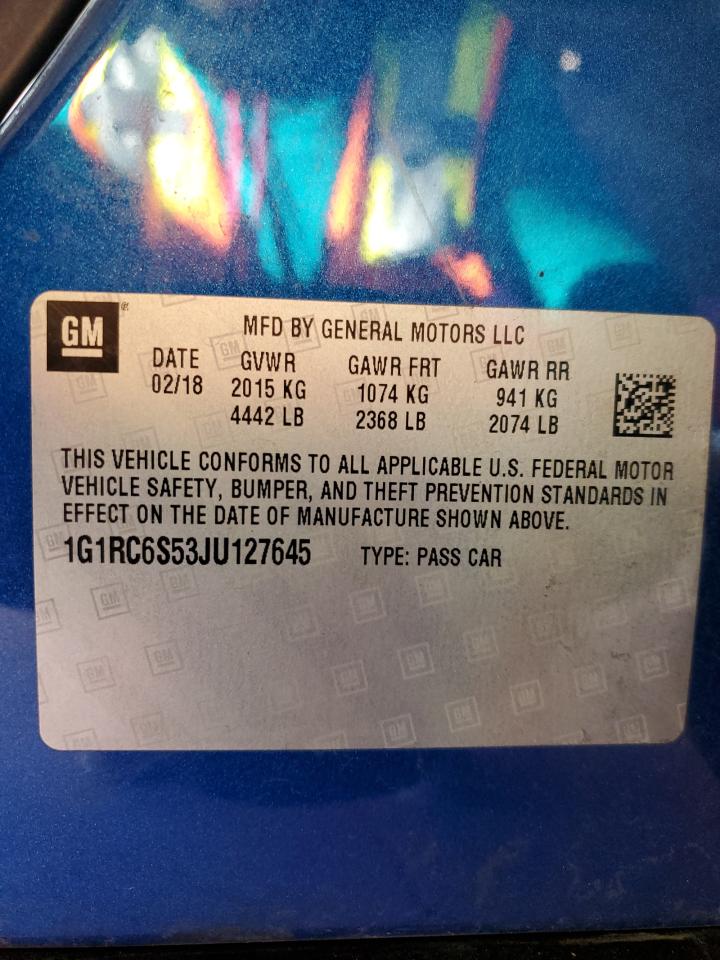 GM
MFD BY GENERAL MOTORS LLC
DATE GVWR GAWR FRT GAWR RR
02/18 2015 KG 1074 KG 941 KG
4442 LB 2368 LB 2074 LB
THIS VEHICLE CONFORMS TO ALL APPLICABLE U.S. FEDERAL MOTOR
VEHICLE SAFETY, BUMPER, AND THEFT PREVENTION STANDARDS IN
EFFECT ON THE DATE OF MANUFACTURE SHOWN ABOVE.
1G1RC6S53JU127645 TYPE: PASS CAR